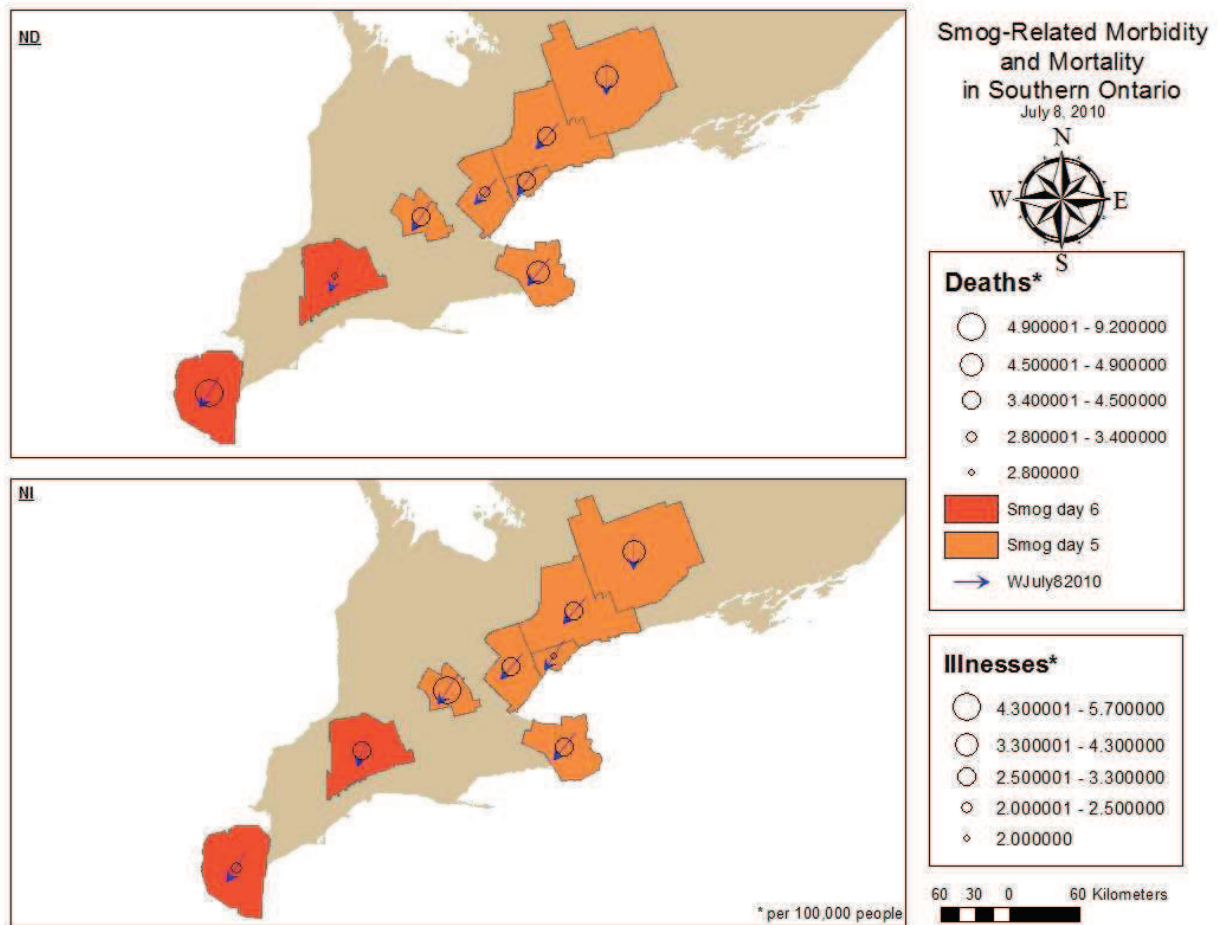 ND
NI
* per 100,000 people
Smog-Related Morbidity
and Mortality
in Southern Ontario
July 8, 2010
N
W
E
S
Deaths*
4.900001 - 9.200000
4.500001 - 4.900000
3.400001 - 4.500000
2.800001 - 3.400000
2.800000
Smog day 6
Smog day 5
WJuly82010
Illnesses*
4.300001 - 5.700000
3.300001 - 4.300000
2.500001 - 3.300000
2.000001 - 2.500000
2.000000
60 30 0 60 Kilometers